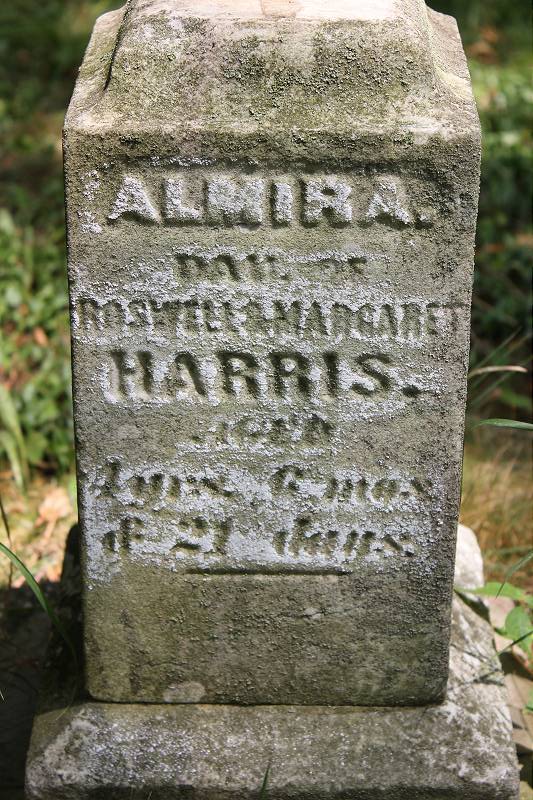 ALMIRA.
DAU. OF
ROSWELL & MARGARET
HARRIS.
AGED
yrs. 6 mos
& 21 days.